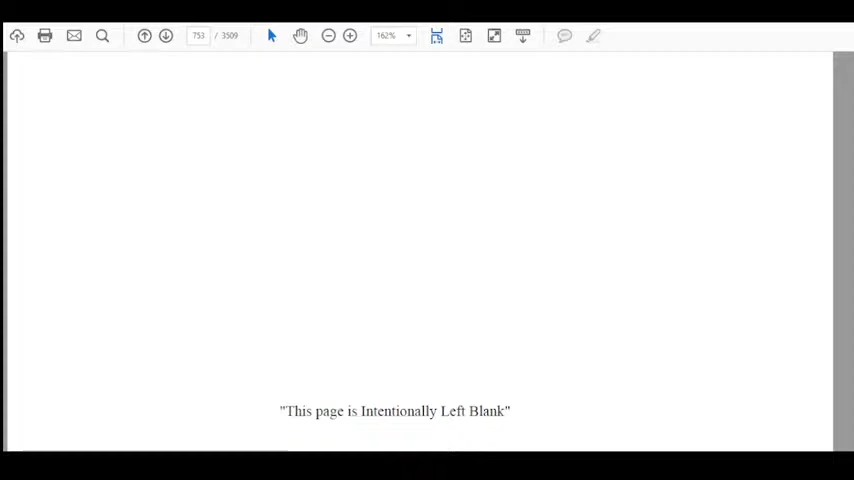 753 / 3509 162%
"This page is Intentionally Left Blank"